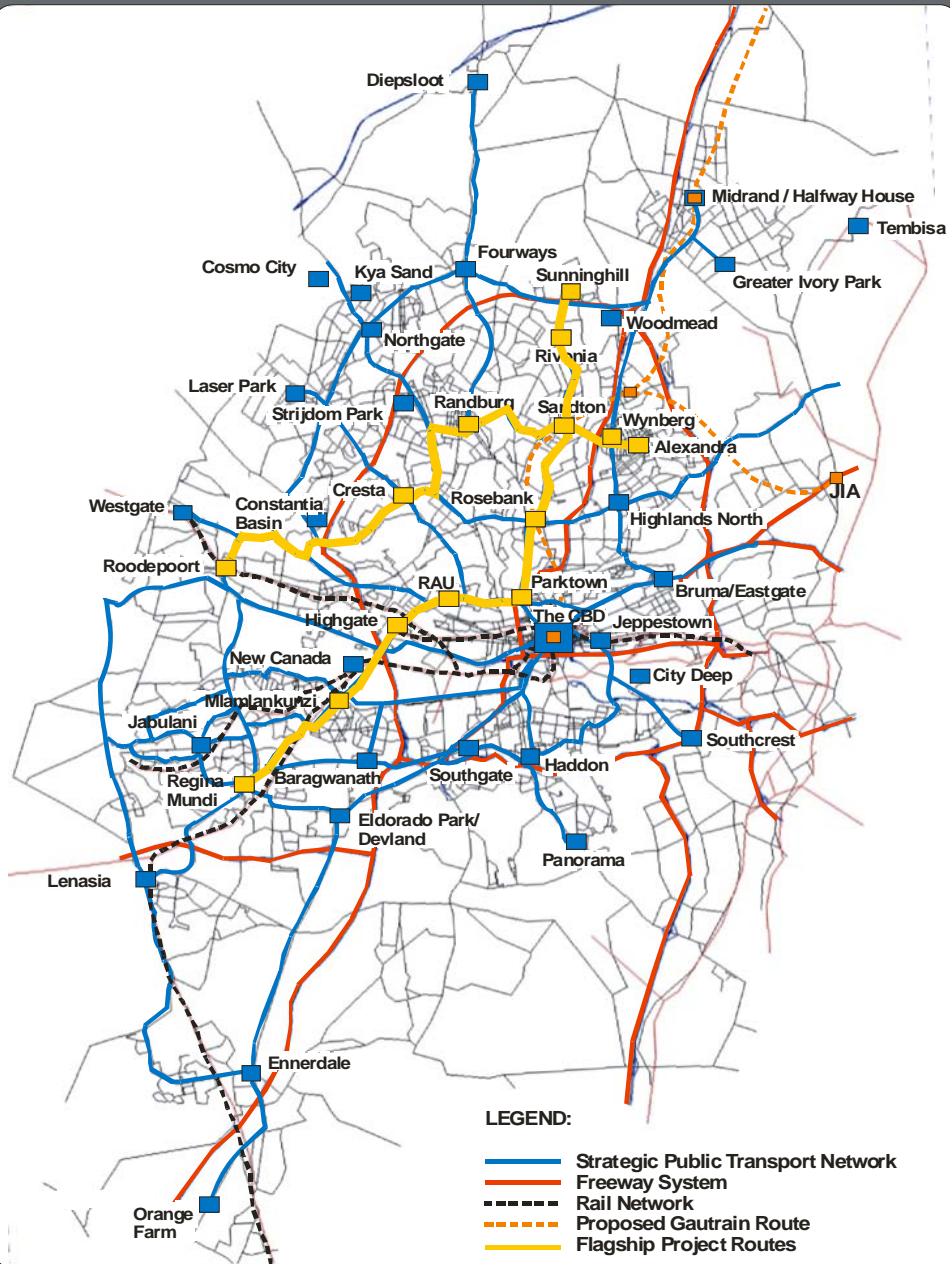 Diepsloot
Midrand / Halfway House
Tembisa
Fourways
Cosmo City
Kya Sand
Sunninghill
Greater Ivory Park
Woodmead
Northgate
Rivonia
Laser Park
Strijdom Park
Randburg
Sandton
Wynberg
Alexandra
Cresta
JIA
Westgate
Constantia
Basin
Rosebank
Highlands North
Roodepoort
RAU
Parktown
Bruma/Eastgate
Highgate
The CBD
Jeppestown
New Canada
City Deep
Mlamlankunzi
Jabulani
Southcrest
Regina
Mundi
Baragwanath
Southgate
Haddon
Eldorado Park/
Devland
Panorama
Lenasia
Ennerdale
Orange
Farm
LEGEND:
Strategic Public Transport Network
Freeway System
Rail Network
Proposed Gautrain Route
Flagship Project Routes